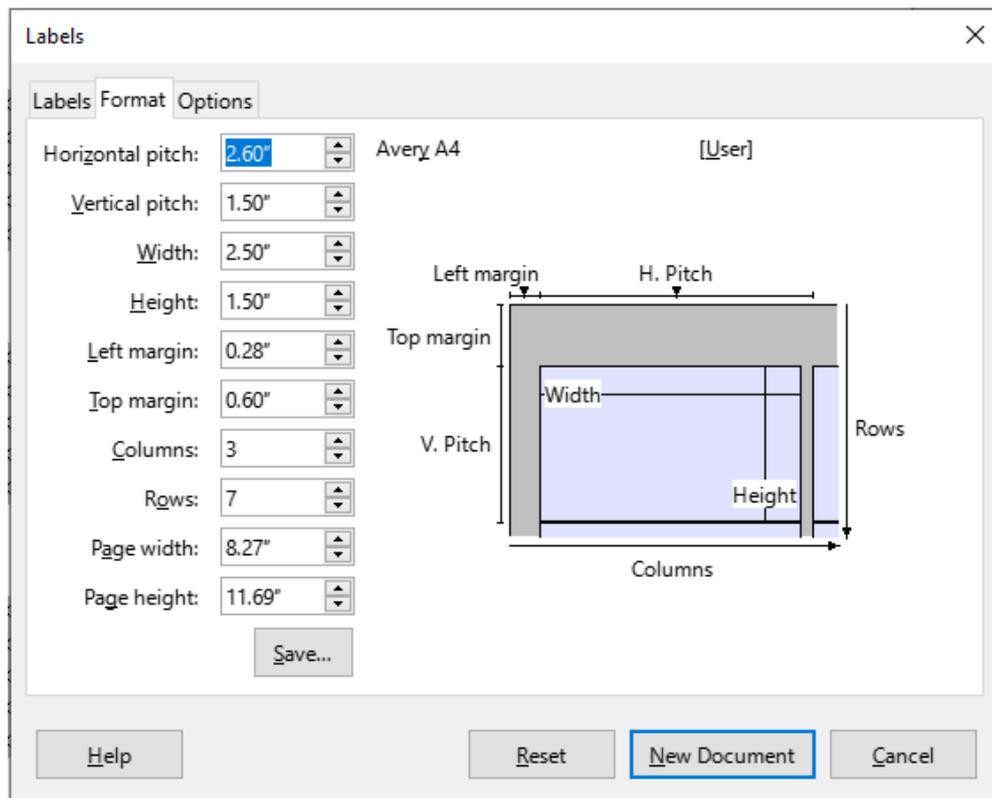 Labels
Labels Format Options
Horizontal pitch: 2.60" Avery A4 [User]
Vertical pitch: 1.50"
Width: 2.50"
Height: 1.50"
Left margin: 0.28"
Top margin: 0.60"
Columns: 3
Rows: 7
Page width: 8.27"
Page height: 11.69"
Save...
Left margin H. Pitch
Top margin
Width
V. Pitch
Rows
Height
Columns
Help Reset New Document Cancel